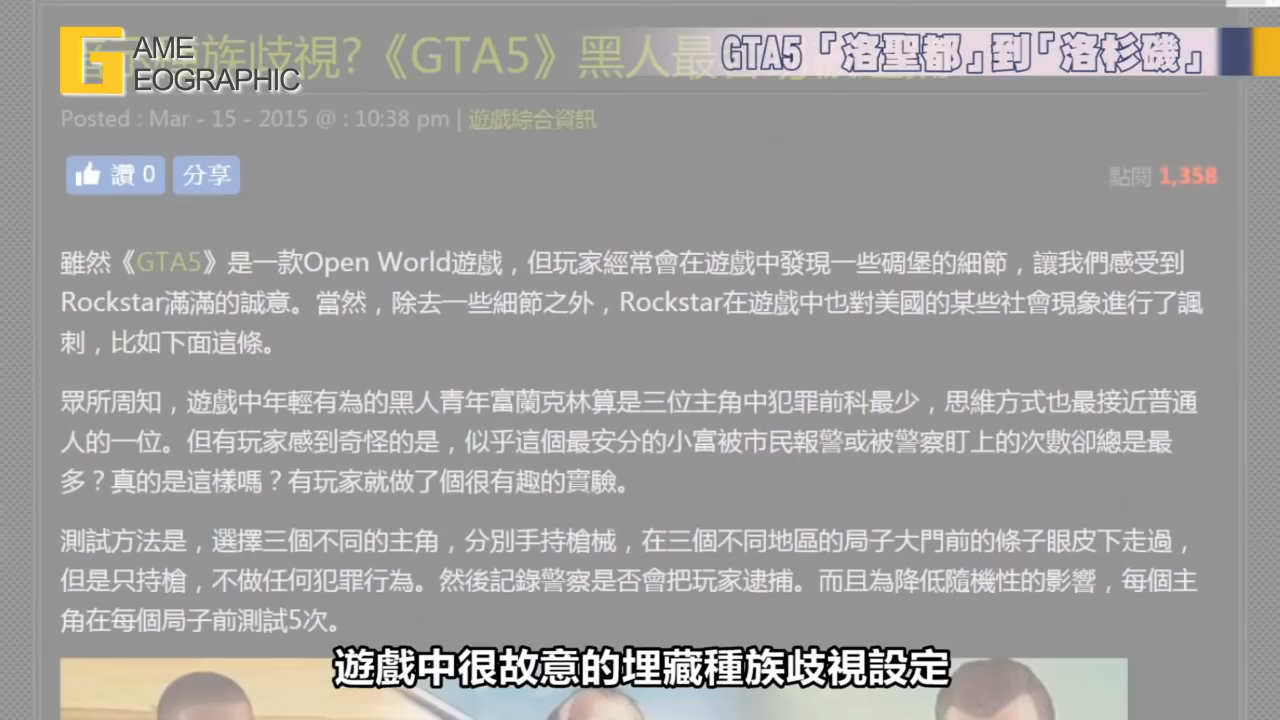 GAME
GEOGRAPHIC
GTA5「洛聖都」到「洛杉磯」
種族歧視?《GTA5》黑人最
Posted : Mar - 15 - 2015 @ : 10:38 pm | 遊戲綜合資訊
讚 0 分享
點閱 1,358
雖然《GTA5》是一款Open World遊戲，但玩家經常會在遊戲中發現一些碉堡的細節，讓我們感受到
Rockstar滿滿的誠意。當然，除去一些細節之外，Rockstar在遊戲中也對美國的某些社會現象進行了諷
刺，比如下面這條。
眾所周知，遊戲中年輕有為的黑人青年富蘭克林算是三位主角中犯罪前科最少，思維方式也最接近普通
人的一位。但有玩家感到奇怪的是，似乎這個最安分的小富被市民報警或被警察盯上的次數卻總是最
多？真的是這樣嗎？有玩家就做了個很有趣的實驗。
測試方法是，選擇三個不同的主角，分別手持槍械，在三個不同地區的局子大門前的條子眼皮下走過，
但是只持槍，不做任何犯罪行為。然後記錄警察是否會把玩家逮捕。而且為降低隨機性的影響，每個主
角在每個局子前測試5次。
遊戲中很故意的埋藏種族歧視設定